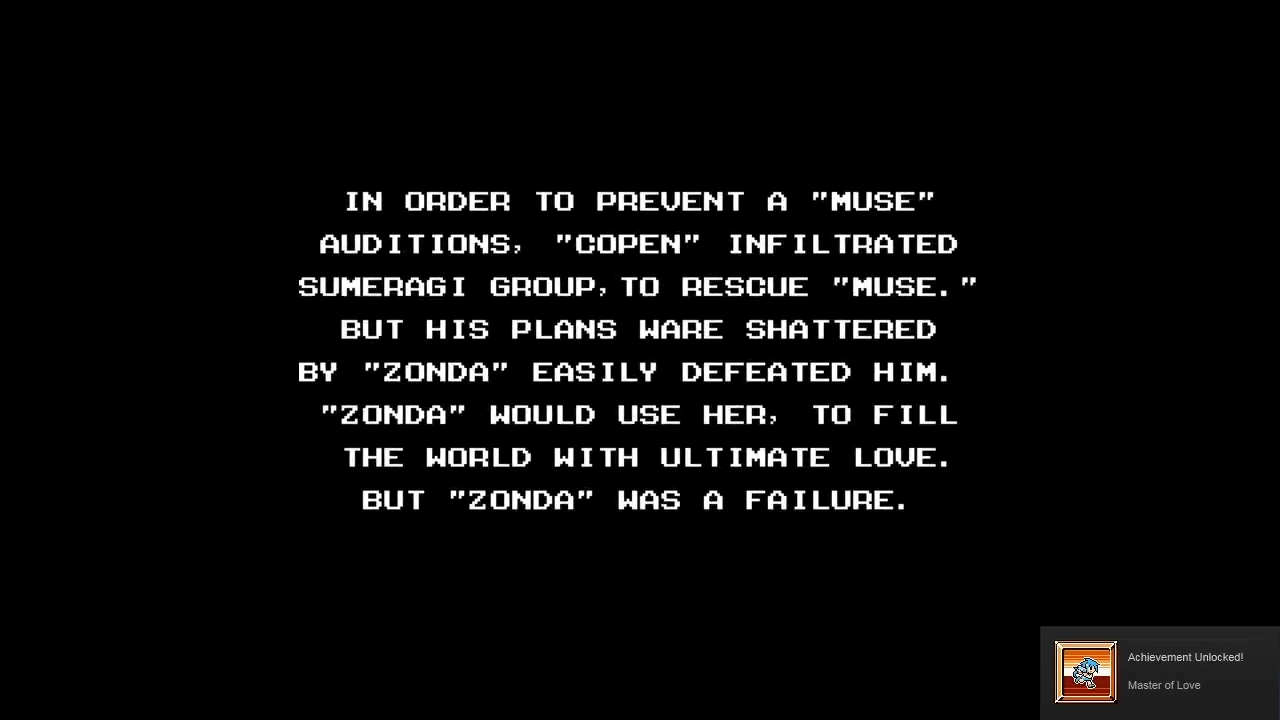 IN ORDER TO PREVENT A "MUSE"
AUDITIONS, "COPEN" INFILTRATED
SUMERAGI GROUP, TO RESCUE "MUSE."
BUT HIS PLANS WARE SHATTERED
BY "ZONDA" EASILY DEFEATED HIM.
"ZONDA" WOULD USE HER, TO FILL
THE WORLD WITH ULTIMATE LOVE.
BUT "ZONDA" WAS A FAILURE.
Achievement Unlocked!
Master of Love